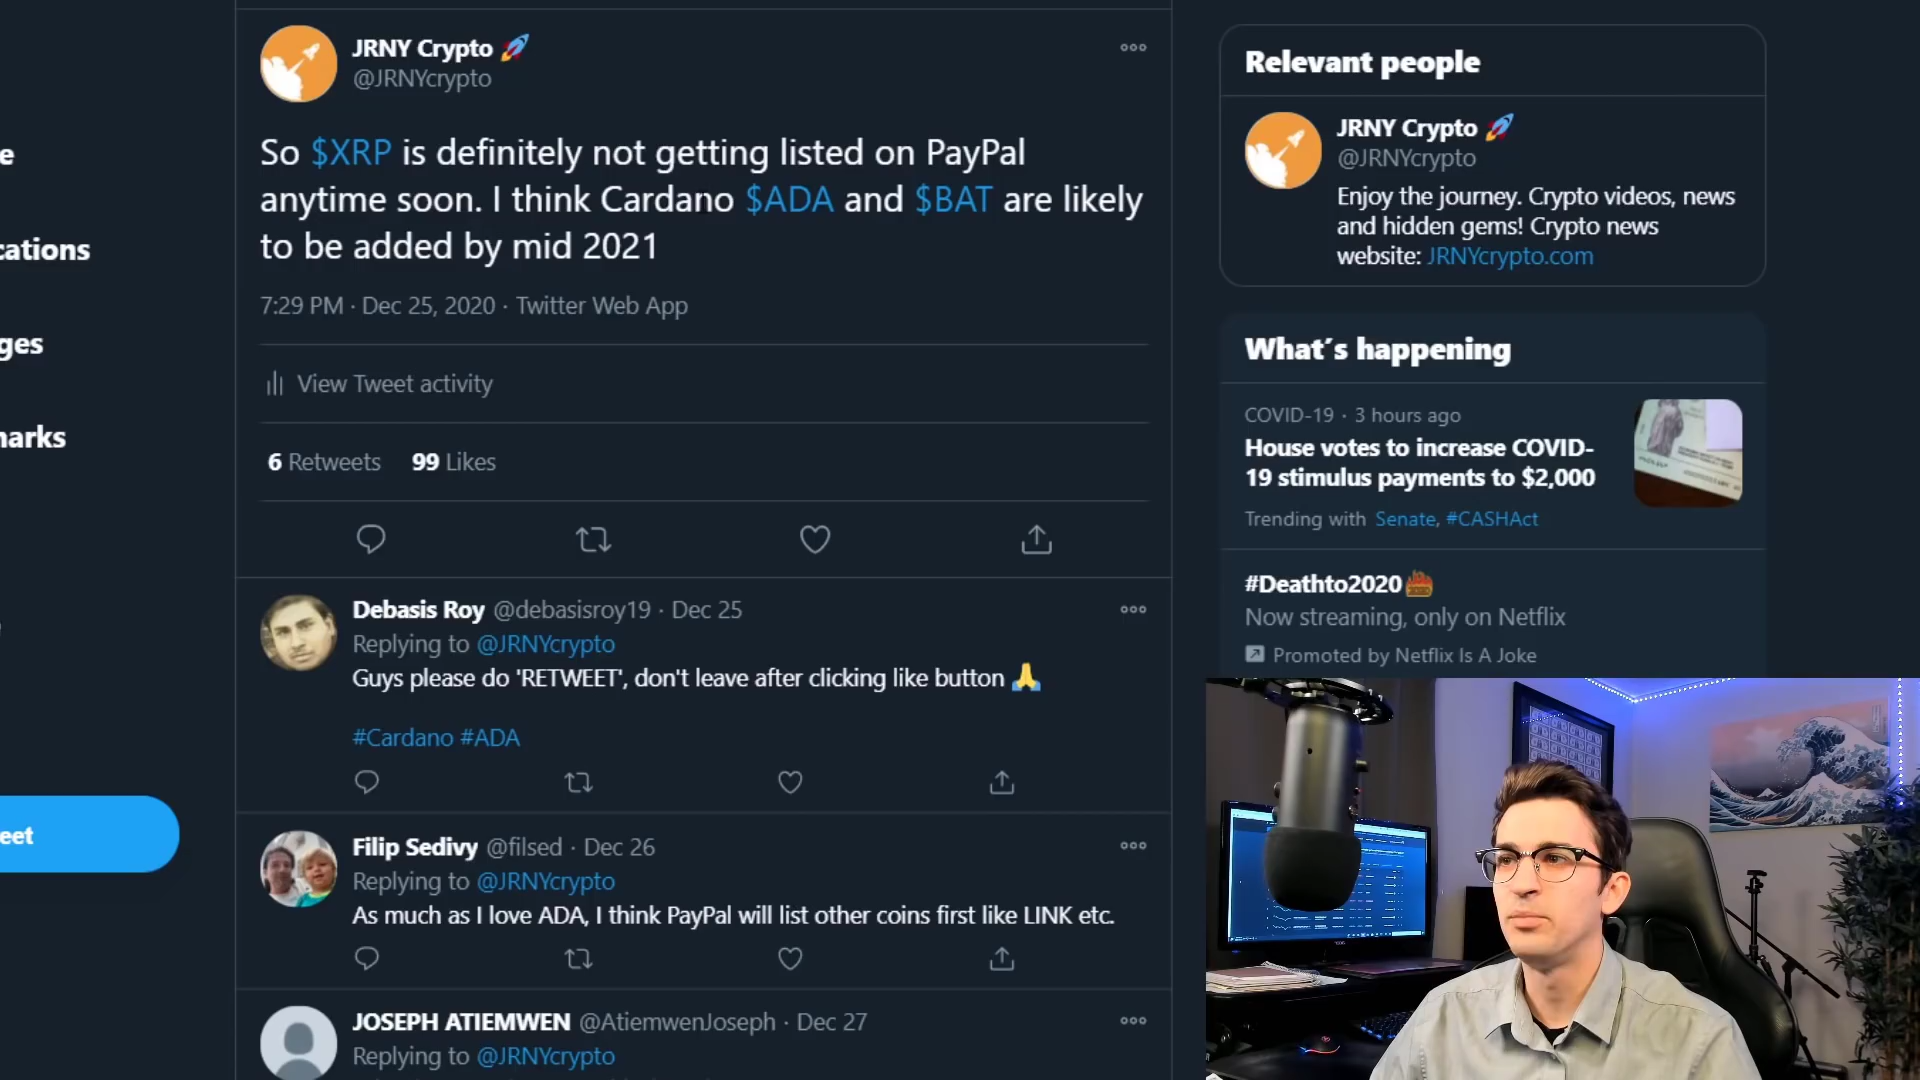 JRNY Crypto 🚀
@JRNYcrypto
So $XRP is definitely not getting listed on PayPal
anytime soon. I think Cardano $ADA and $BAT are likely
to be added by mid 2021
7:29 PM · Dec 25, 2020 · Twitter Web App
View Tweet activity
6 Retweets 99 Likes
Debasis Roy @debasisroy19 · Dec 25
Replying to @JRNYcrypto
Guys please do 'RETWEET', don't leave after clicking like button 🙏
#Cardano #ADA
Filip Sedivy @filsed · Dec 26
Replying to @JRNYcrypto
As much as I love ADA, I think PayPal will list other coins first like LINK etc.
JOSEPH ATIEMWEN @AtiemwenJoseph · Dec 27
Replying to @JRNYcrypto
e
cations
ges
narks
eet
Relevant people
JRNY Crypto 🚀
@JRNYcrypto
Enjoy the journey. Crypto videos, news
and hidden gems! Crypto news
website: JRNYcrypto.com
What's happening
COVID-19 · 3 hours ago
House votes to increase COVID-
19 stimulus payments to $2,000
Trending with Senate, #CASHAct
#Deathto2020
Now streaming, only on Netflix
Promoted by Netflix Is A Joke